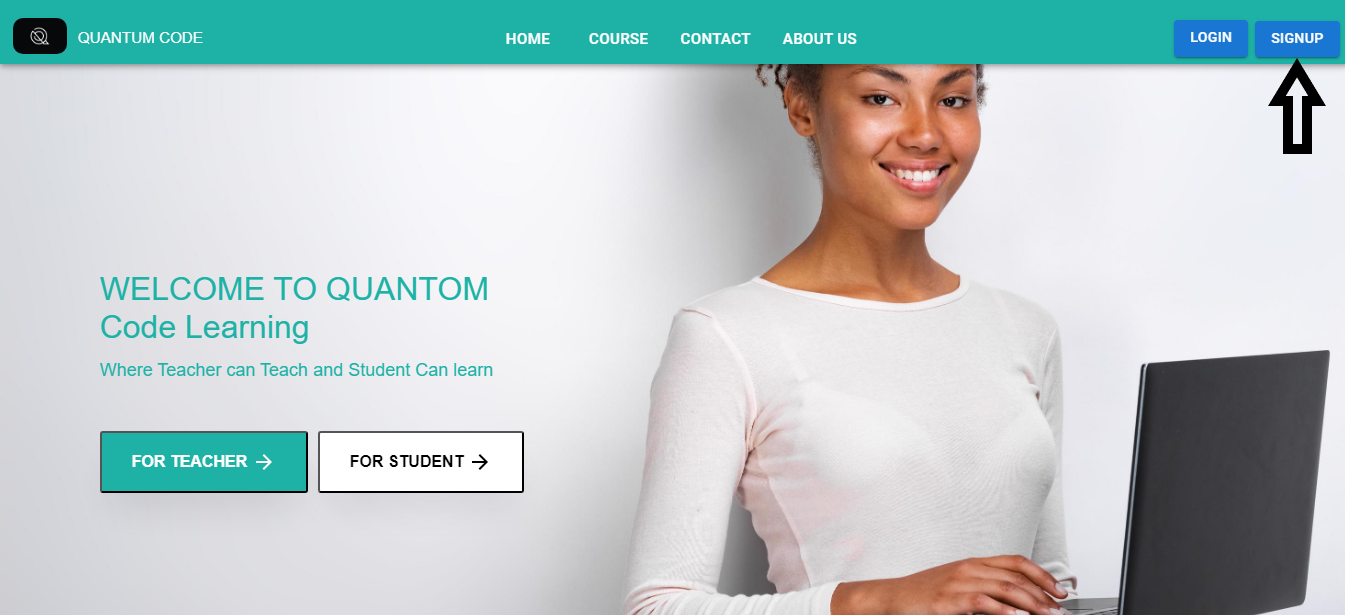 QUANTUM CODE
HOME COURSE CONTACT ABOUT US
LOGIN SIGNUP
WELCOME TO QUANTOM
Code Learning
Where Teacher can Teach and Student Can learn
FOR TEACHER → FOR STUDENT →